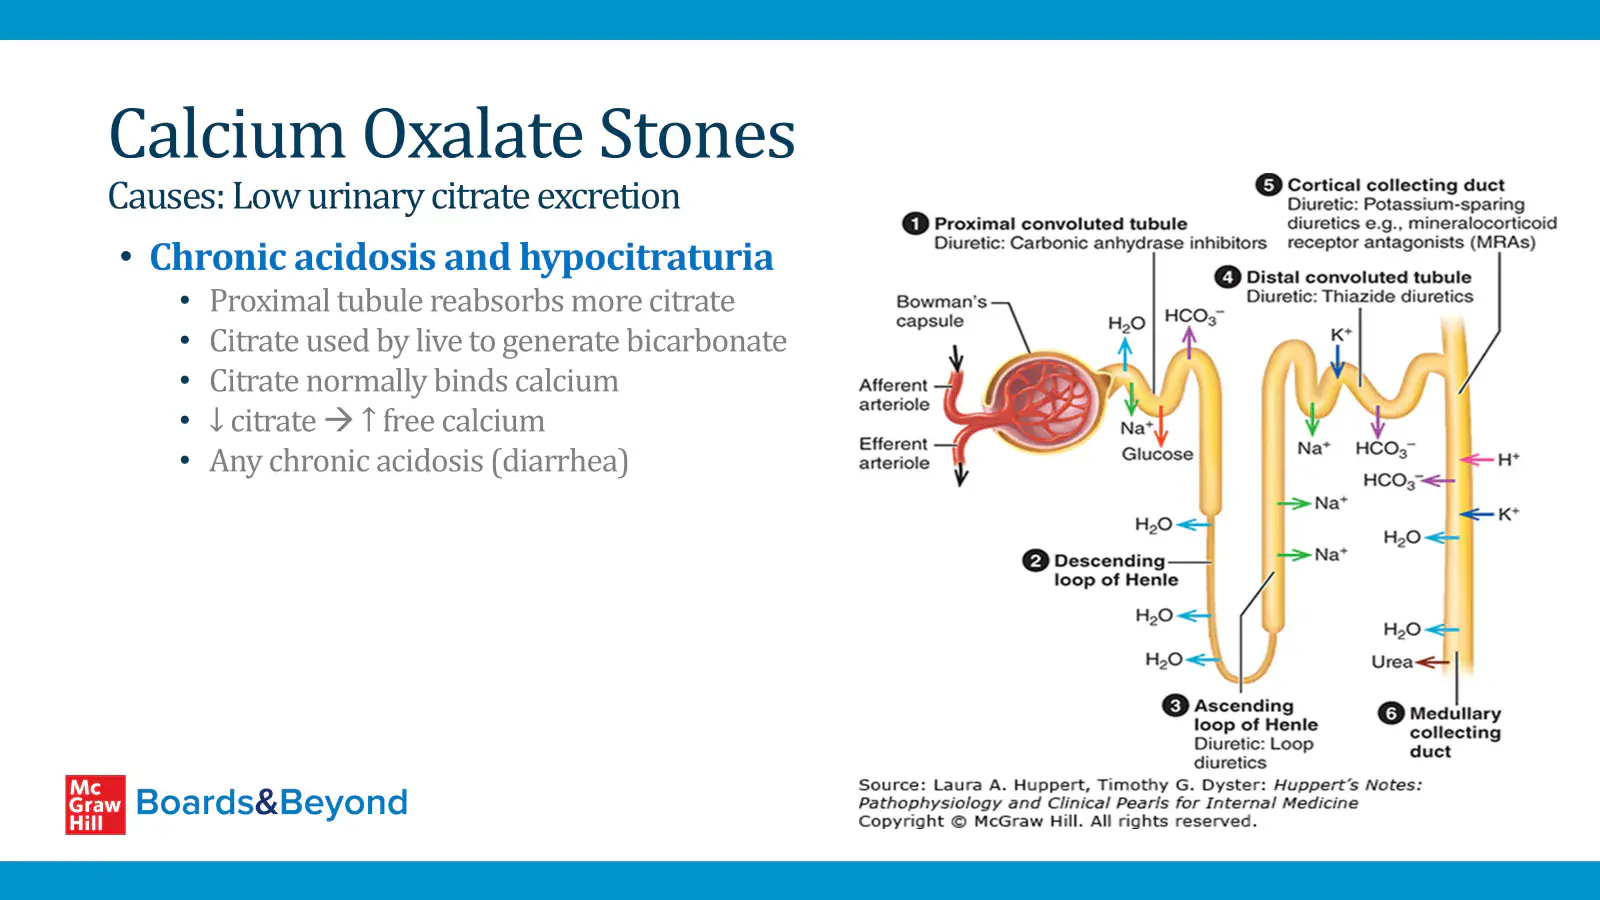 Calcium Oxalate Stones
Causes: Low urinary citrate excretion
• Chronic acidosis and hypocitraturia
• Proximal tubule reabsorbs more citrate
• Citrate used by live to generate bicarbonate
• Citrate normally binds calcium
• ↓ citrate → ↑ free calcium
• Any chronic acidosis (diarrhea)
5 Cortical collecting duct
Diuretic: Potassium-sparing
diuretics e.g., mineralocorticoid
receptor antagonists (MRAs)
1 Proximal convoluted tubule
Diuretic: Carbonic anhydrase inhibitors
4 Distal convoluted tubule
Diuretic: Thiazide diuretics
Bowman's
capsule
H₂O
HCO₃⁻
K⁺
Afferent
arteriole
Efferent
arteriole
Na⁺
Glucose
Na⁺
HCO₃⁻
HCO₃⁻
H⁺
K⁺
H₂O
Na⁺
H₂O
Na⁺
2 Descending
loop of Henle
H₂O
H₂O
H₂O
Urea
3 Ascending
loop of Henle
Diuretic: Loop
diuretics
6 Medullary
collecting
duct
Source: Laura A. Huppert, Timothy G. Dyster: Huppert's Notes:
Pathophysiology and Clinical Pearls for Internal Medicine
Copyright © McGraw Hill. All rights reserved.
Mc
Graw
Hill
Boards&Beyond